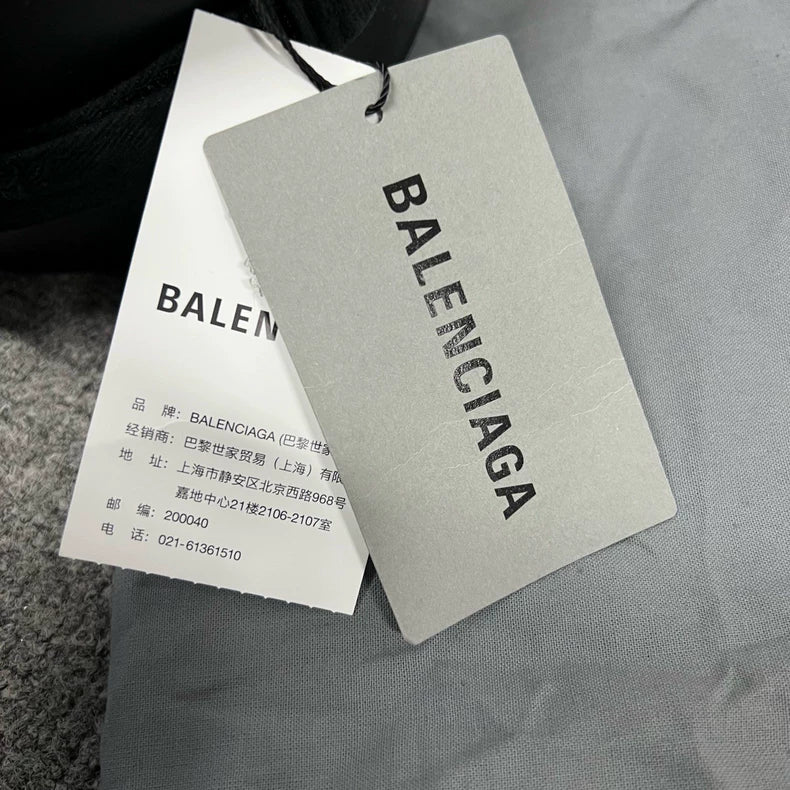 BALEN
品 牌：BALENCIAGA (巴黎世家
经销商：巴黎世家贸易（上海）有限
地 址：上海市静安区北京西路968号
嘉地中心21楼2106-2107室
邮 编：200040
电 话：021-61361510
BALENCIAGA